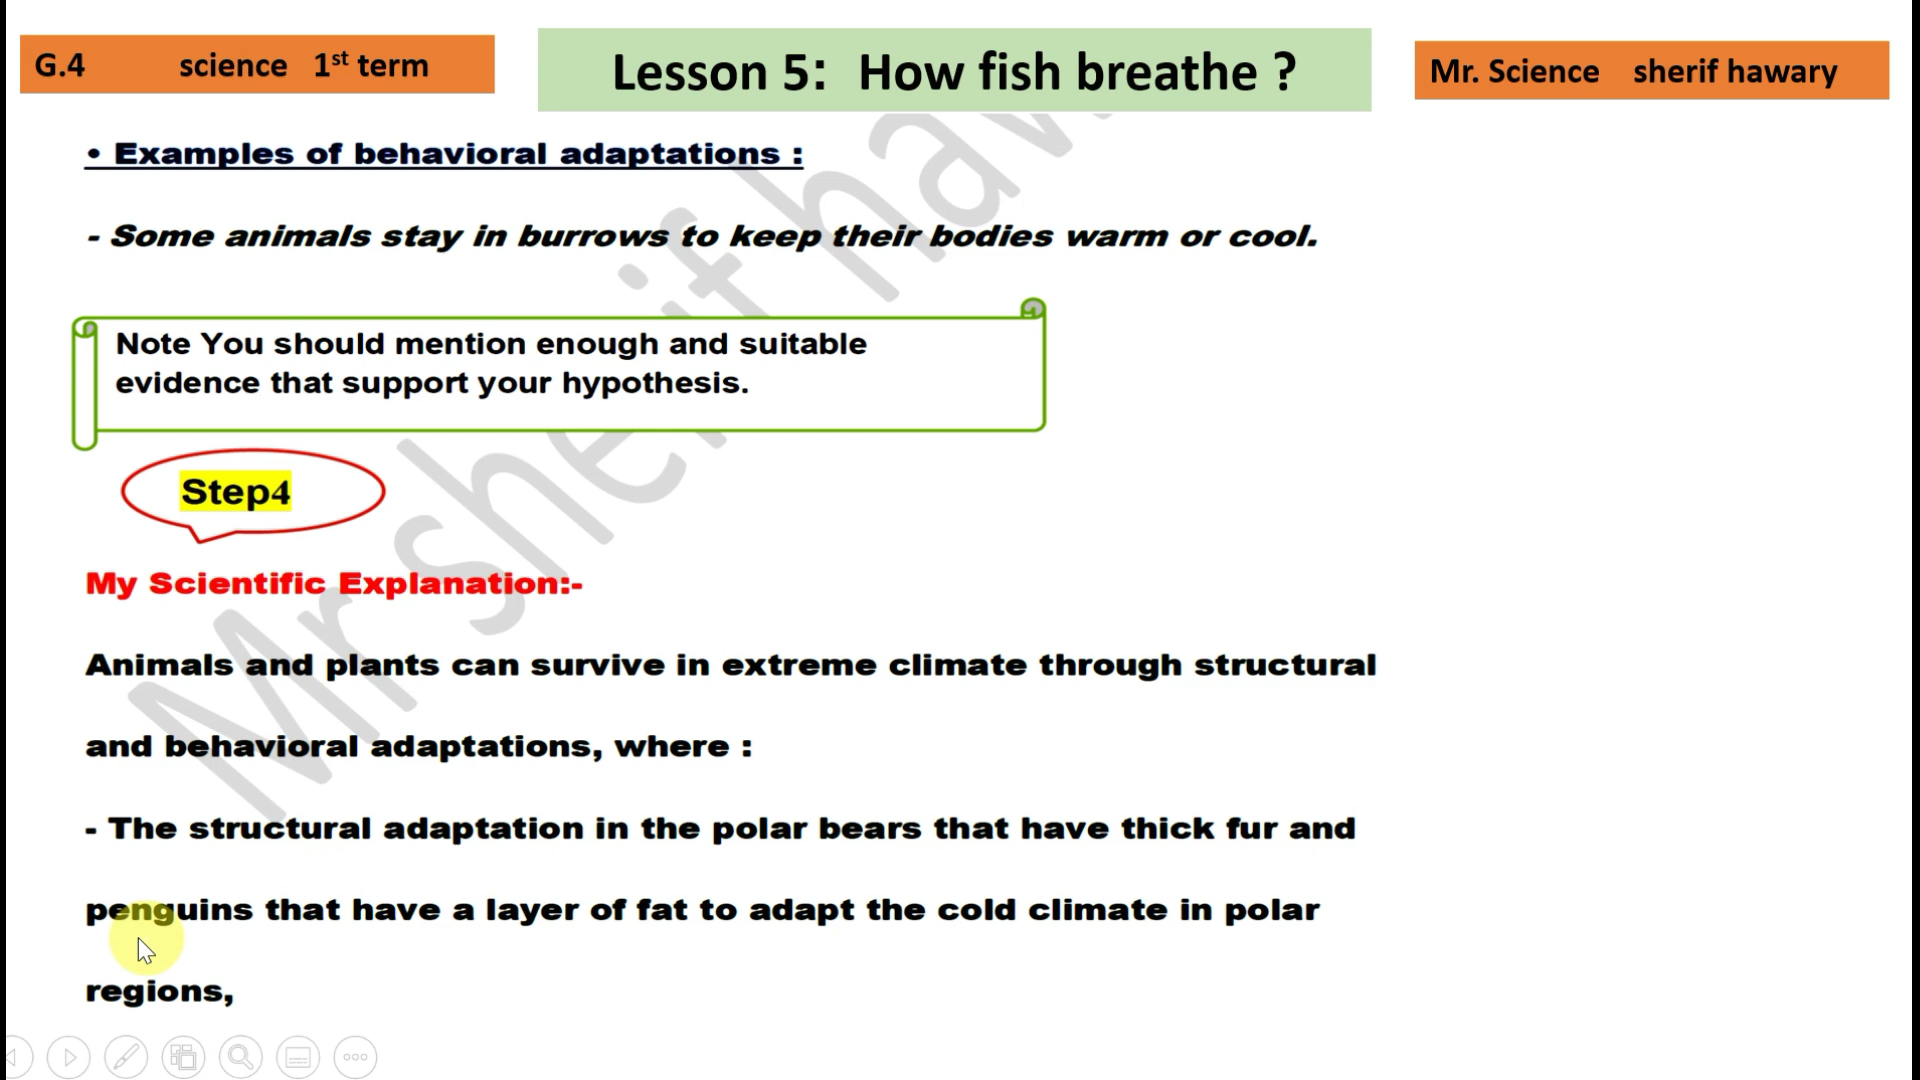 G.4 science 1st term
Lesson 5: How fish breathe ?
Mr. Science sherif hawary
• Examples of behavioral adaptations :
- Some animals stay in burrows to keep their bodies warm or cool.
Note You should mention enough and suitable
evidence that support your hypothesis.
Step4
My Scientific Explanation:-
Animals and plants can survive in extreme climate through structural
and behavioral adaptations, where :
- The structural adaptation in the polar bears that have thick fur and
penguins that have a layer of fat to adapt the cold climate in polar
regions,
Mr sherif haw